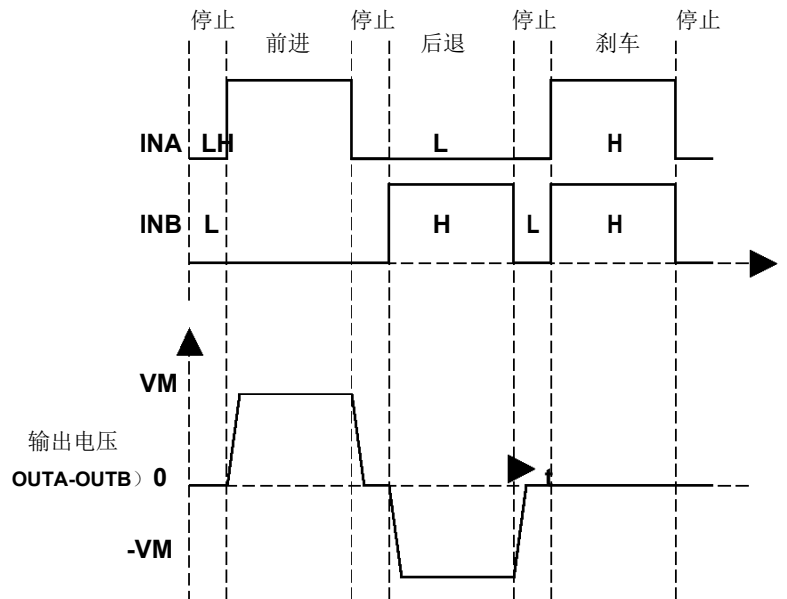 停止 停止 停止 停止
前进 后退 刹车
INA LH L H
INB L H L H
VM
输出电压
OUTA-OUTB）0 t
-VM